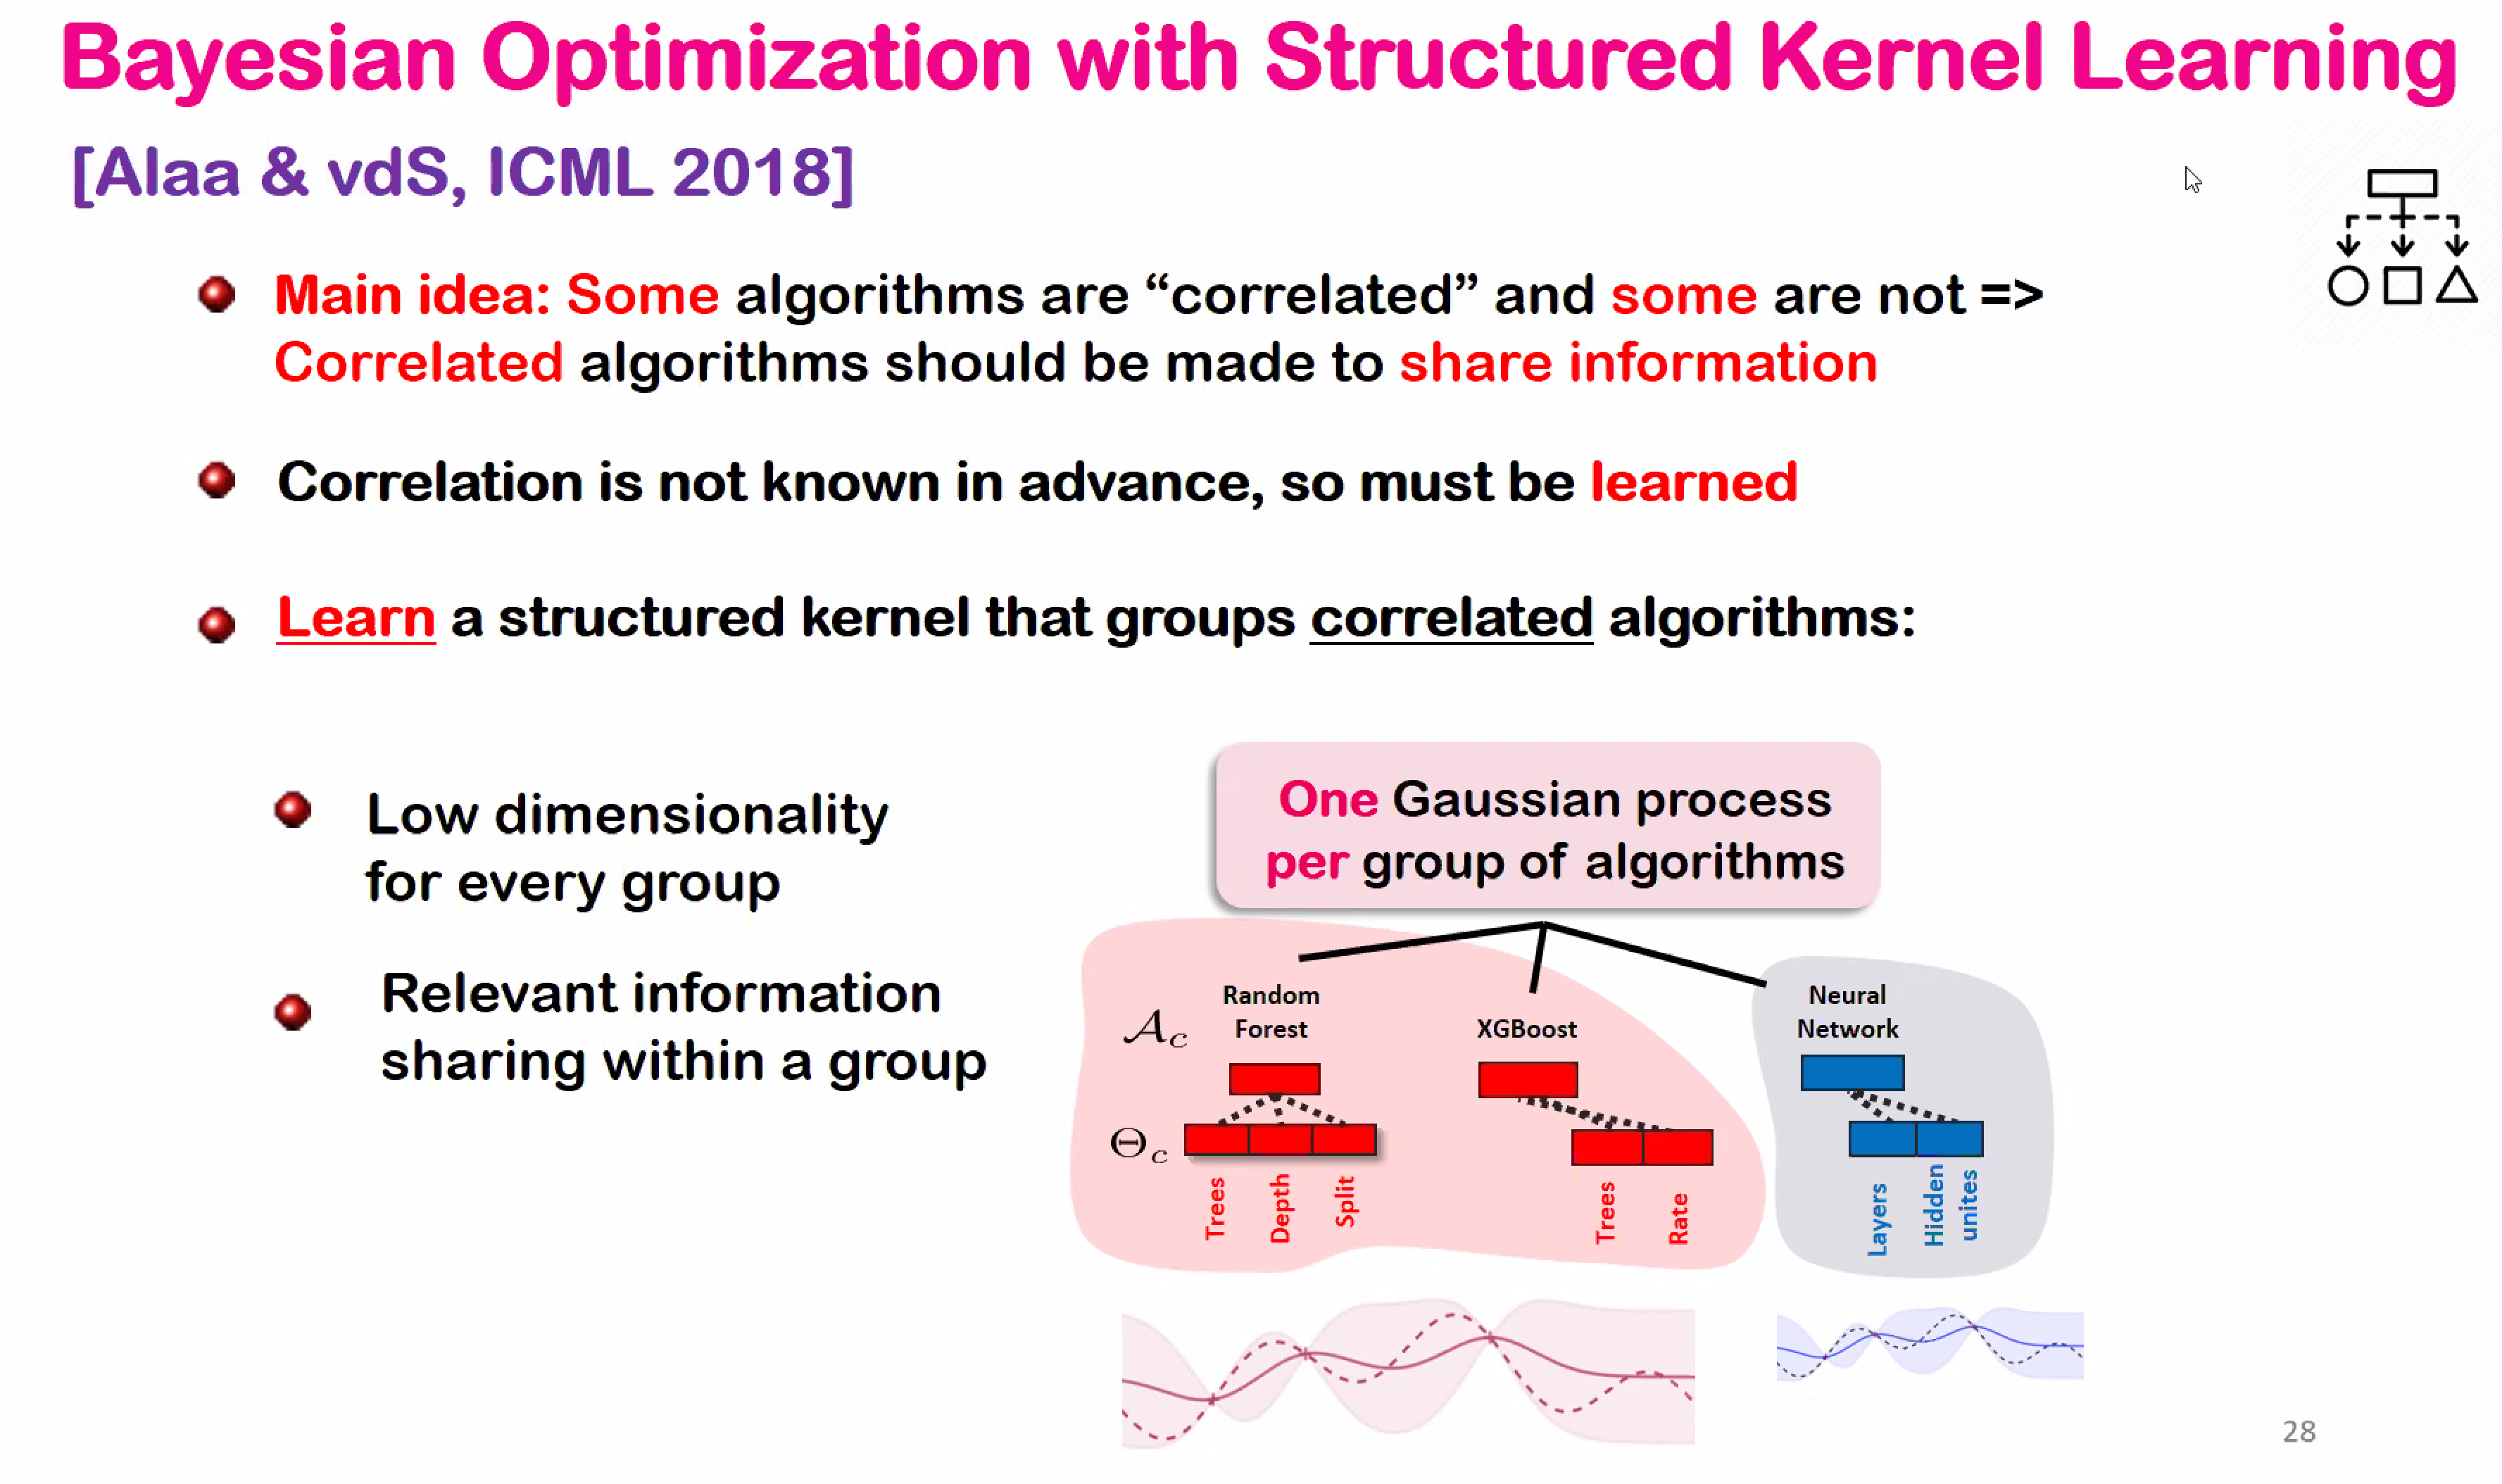 Bayesian Optimization with Structured Kernel Learning
[Alaa & vdS, ICML 2018]
Main idea: Some algorithms are “correlated” and some are not =>
Correlated algorithms should be made to share information
Correlation is not known in advance, so must be learned
Learn a structured kernel that groups correlated algorithms:
Low dimensionality
for every group
Relevant information
sharing within a group
One Gaussian process
per group of algorithms
𝒜c
Random
Forest
XGBoost
Neural
Network
Θc
Trees
Depth
Split
Trees
Rate
Layers
Hidden
unites
28